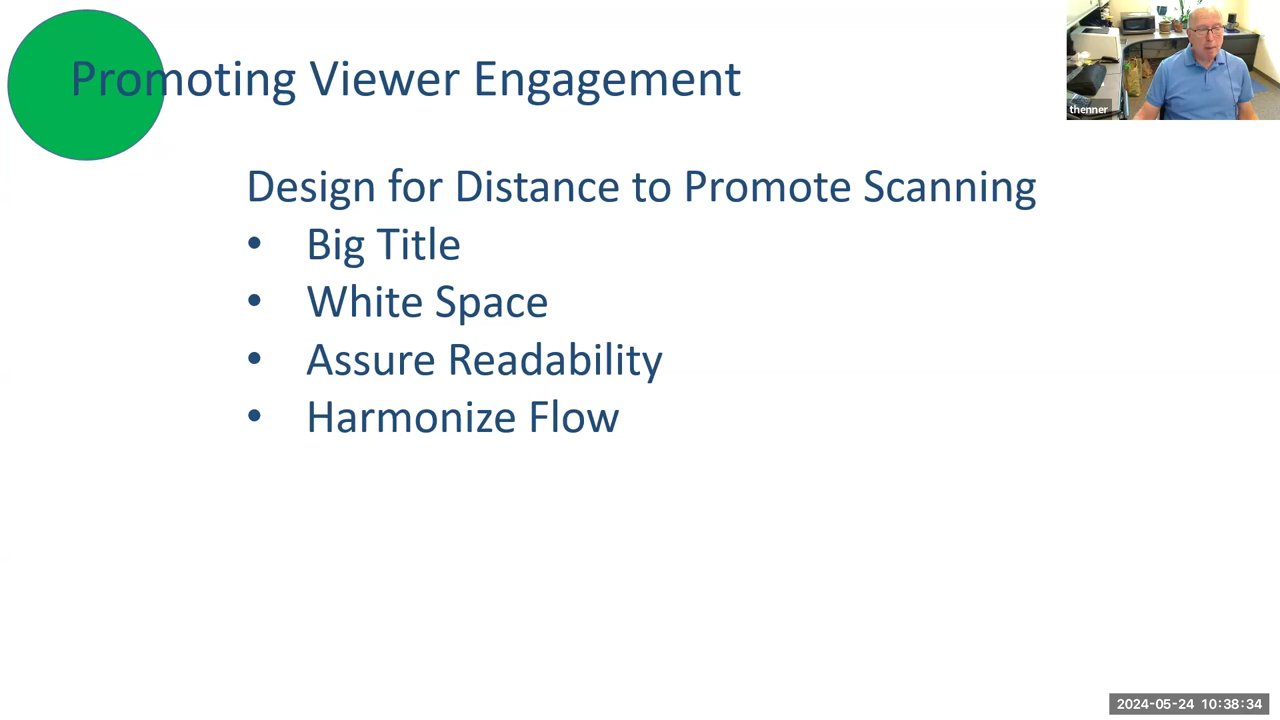 Promoting Viewer Engagement
thenner
Design for Distance to Promote Scanning
• Big Title
• White Space
• Assure Readability
• Harmonize Flow
2024-05-24 10:38:34